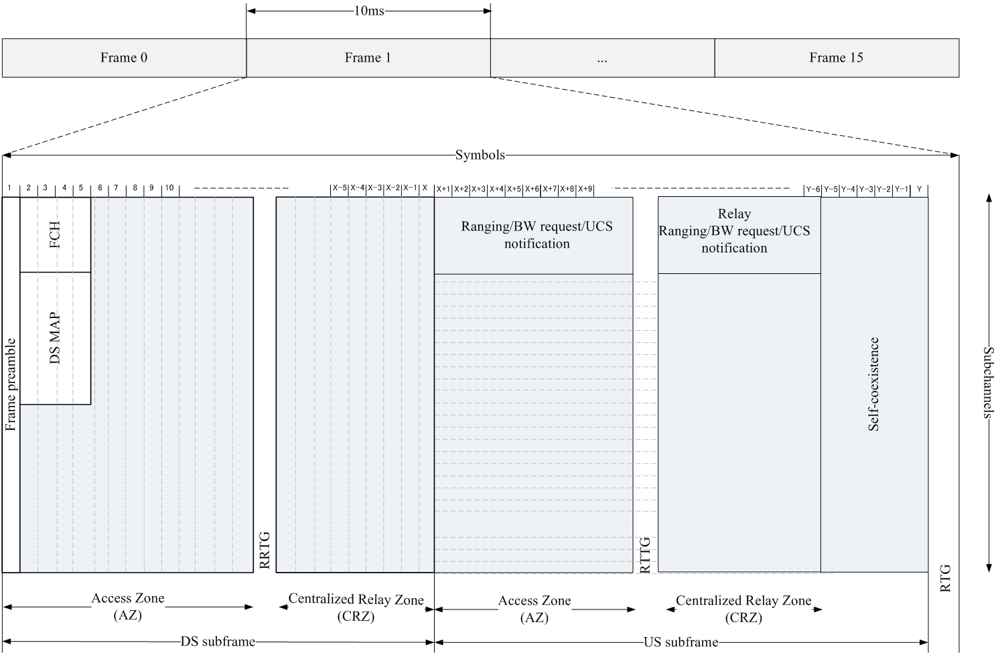 10ms
Frame 0
Frame 1
...
Frame 15
Symbols
1 2 3 4 5 6 7 8 9 10 X-5 X-4 X-3 X-2 X-1 X X+1 X+2 X+3 X+4 X+5 X+6 X+7 X+8 X+9 Y-6 Y-5 Y-4 Y-3 Y-2 Y-1 Y
Frame preamble
FCH
DS MAP
RRTG
Ranging/BW request/UCS
notification
RTTG
Relay
Ranging/BW request/UCS
notification
Self-coexistence
RTG
Subchannels
Access Zone
(AZ)
Centralized Relay Zone
(CRZ)
Access Zone
(AZ)
Centralized Relay Zone
(CRZ)
DS subframe
US subframe